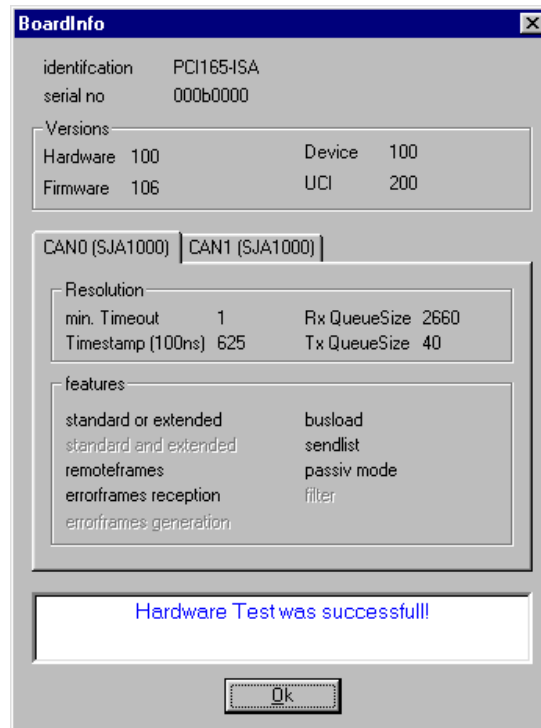 BoardInfo
identifcation PCI165-ISA
serial no 000b0000
Versions
Hardware 100 Device 100
Firmware 106 UCI 200
CAN0 (SJA1000) CAN1 (SJA1000)
Resolution
min. Timeout 1 Rx QueueSize 2660
Timestamp (100ns) 625 Tx QueueSize 40
features
standard or extended busload
standard and extended sendlist
remoteframes passiv mode
errorframes reception filter
errorframes generation
Hardware Test was successfull!
Ok